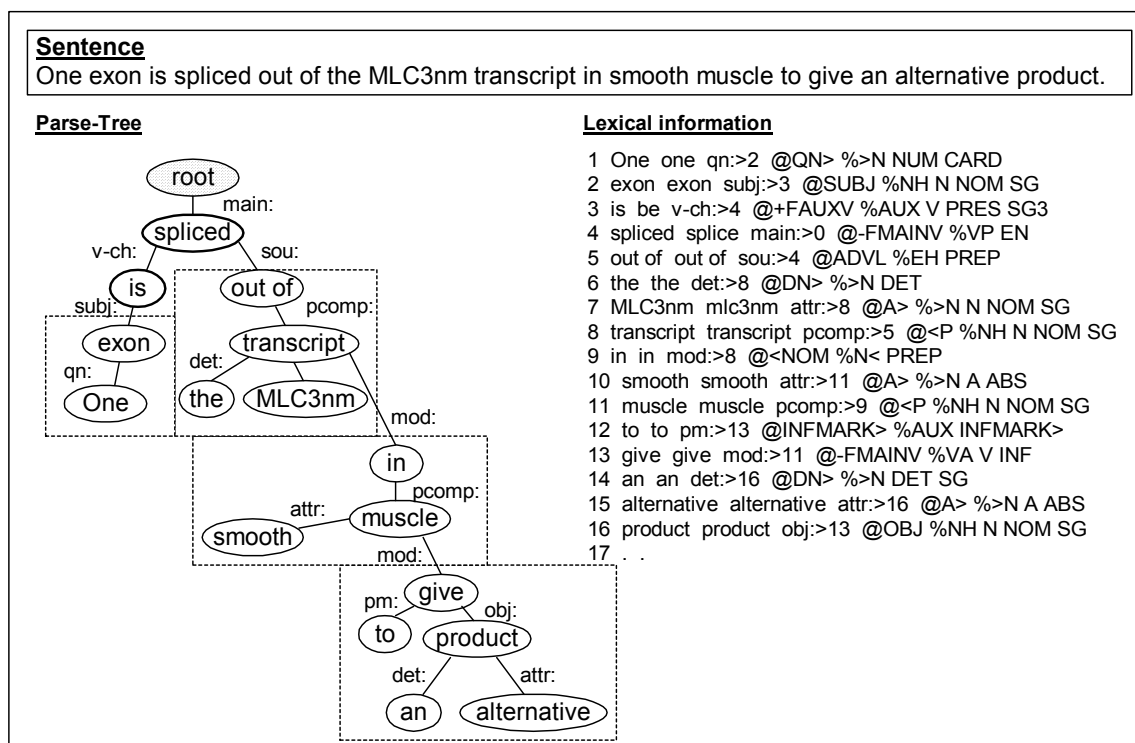 Sentence
One exon is spliced out of the MLC3nm transcript in smooth muscle to give an alternative product.
Parse-Tree
root
main:
spliced
v-ch:
sou:
is
out of
subj:
pcomp:
exon
transcript
qn:
det:
One
the
MLC3nm
mod:
in
pcomp:
attr:
muscle
smooth
mod:
give
pm:
obj:
to
product
det:
attr:
an
alternative
Lexical information
1 One one qn:>2 @QN> %>N NUM CARD
2 exon exon subj:>3 @SUBJ %NH N NOM SG
3 is be v-ch:>4 @+FAUXV %AUX V PRES SG3
4 spliced splice main:>0 @-FMAINV %VP EN
5 out of out of sou:>4 @ADVL %EH PREP
6 the the det:>8 @DN> %>N DET
7 MLC3nm mlc3nm attr:>8 @A> %>N N NOM SG
8 transcript transcript pcomp:>5 @<P %NH N NOM SG
9 in in mod:>8 @<NOM %N< PREP
10 smooth smooth attr:>11 @A> %>N A ABS
11 muscle muscle pcomp:>9 @<P %NH N NOM SG
12 to to pm:>13 @INFMARK> %AUX INFMARK>
13 give give mod:>11 @-FMAINV %VA V INF
14 an an det:>16 @DN> %>N DET SG
15 alternative alternative attr:>16 @A> %>N A ABS
16 product product obj:>13 @OBJ %NH N NOM SG
17 . .